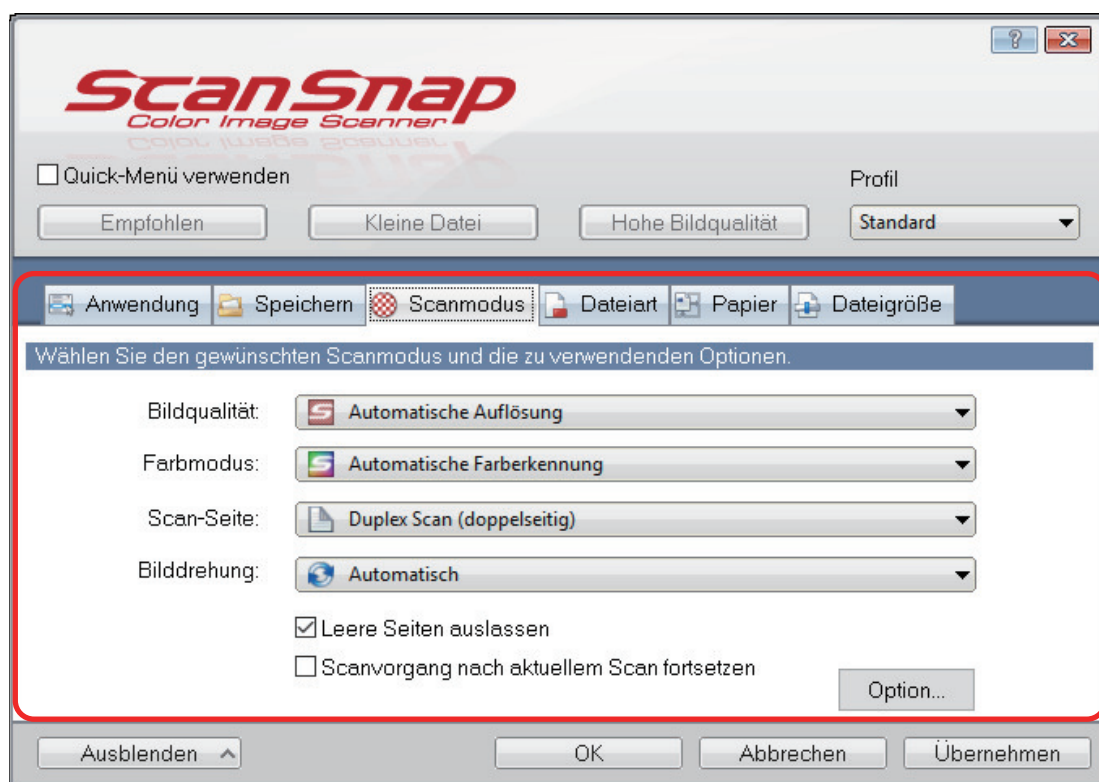 ScanSnap
Color Image Scanner
Quick-Menü verwenden
Profil
Empfohlen Kleine Datei Hohe Bildqualität Standard
Anwendung Speichern Scanmodus Dateiart Papier Dateigröße
Wählen Sie den gewünschten Scanmodus und die zu verwendenden Optionen.
Bildqualität: Automatische Auflösung
Farbmodus: Automatische Farberkennung
Scan-Seite: Duplex Scan (doppelseitig)
Bilddrehung: Automatisch
Leere Seiten auslassen
Scanvorgang nach aktuellem Scan fortsetzen
Option...
Ausblenden OK Abbrechen Übernehmen